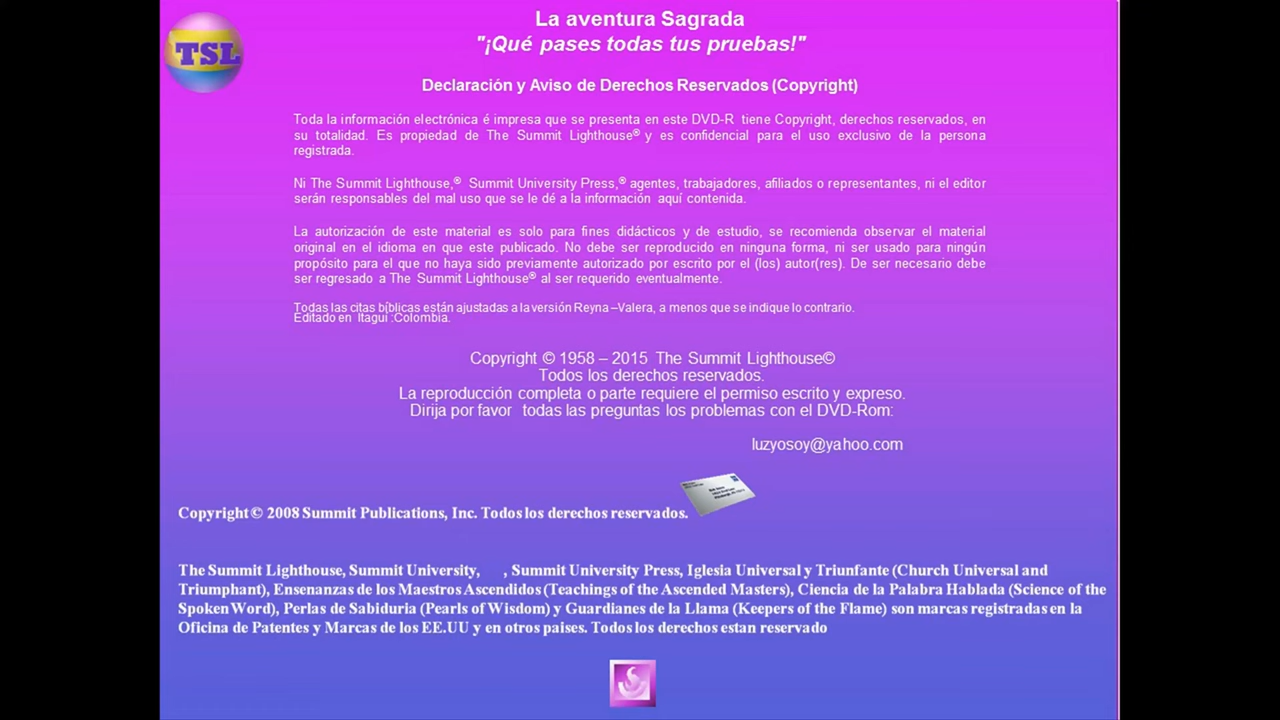 TSL
La aventura Sagrada
"¡Qué pases todas tus pruebas!"
Declaración y Aviso de Derechos Reservados (Copyright)
Toda la información electrónica é impresa que se presenta en este DVD-R tiene Copyright, derechos reservados, en
su totalidad. Es propiedad de The Summit Lighthouse® y es confidencial para el uso exclusivo de la persona
registrada.
Ni The Summit Lighthouse,® Summit University Press,® agentes, trabajadores, afiliados o representantes, ni el editor
serán responsables del mal uso que se le dé a la información aquí contenida.
La autorización de este material es solo para fines didácticos y de estudio, se recomienda observar el material
original en el idioma en que este publicado. No debe ser reproducido en ninguna forma, ni ser usado para ningún
propósito para el que no haya sido previamente autorizado por escrito por el (los) autor(res). De ser necesario debe
ser regresado a The Summit Lighthouse® al ser requerido eventualmente.
Todas las citas bíblicas están ajustadas a la versión Reyna –Valera, a menos que se indique lo contrario.
Editado en Itagui :Colombia.
Copyright © 1958 – 2015 The Summit Lighthouse©
Todos los derechos reservados.
La reproducción completa o parte requiere el permiso escrito y expreso.
Dirija por favor todas las preguntas los problemas con el DVD-Rom:
luzyosoy@yahoo.com
Copyright © 2008 Summit Publications, Inc. Todos los derechos reservados.
The Summit Lighthouse, Summit University, , Summit University Press, Iglesia Universal y Triunfante (Church Universal and
Triumphant), Ensenanzas de los Maestros Ascendidos (Teachings of the Ascended Masters), Ciencia de la Palabra Hablada (Science of the
Spoken Word), Perlas de Sabiduria (Pearls of Wisdom) y Guardianes de la Llama (Keepers of the Flame) son marcas registradas en la
Oficina de Patentes y Marcas de los EE.UU y en otros paises. Todos los derechos estan reservado